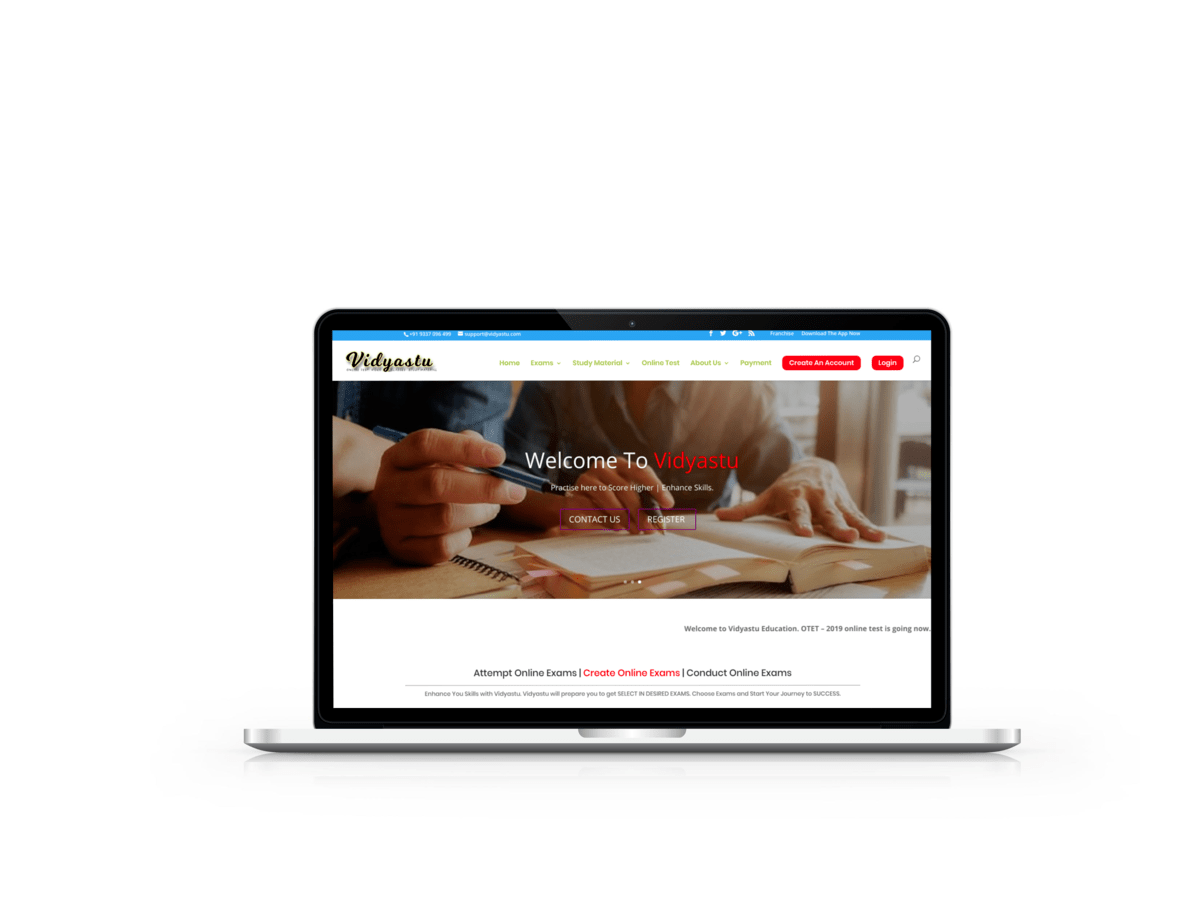 +91 9337 096 889 support@vidyastu.com Franchise Download The App Now
Vidyastu
Home Exams Study Material Online Test About Us Payment Create An Account Login
Welcome To Vidyastu
Practise here to Score Higher | Enhance Skills.
CONTACT US REGISTER
Welcome to Vidyastu Education. OTET – 2019 online test is going now.
Attempt Online Exams | Create Online Exams | Conduct Online Exams
Enhance You Skills with Vidyastu. Vidyastu will prepare you to get SELECT IN DESIRED EXAMS. Choose Exams and Start Your Journey to SUCCESS.